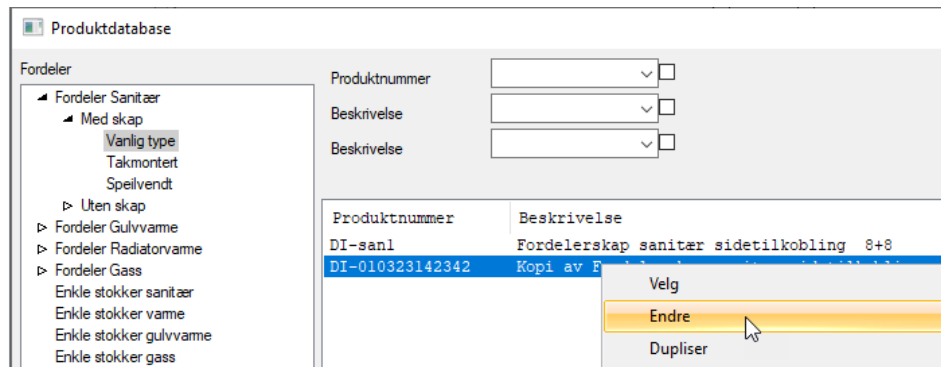 Produktdatabase
Fordeler
Fordeler Sanitær
Med skap
Vanlig type
Takmontert
Speilvendt
Uten skap
Fordeler Gulvvarme
Fordeler Radiatorvarme
Fordeler Gass
Enkle stokker sanitær
Enkle stokker varme
Enkle stokker gulvvarme
Enkle stokker gass
Produktnummer
Beskrivelse
Beskrivelse
Produktnummer Beskrivelse
DI-san1 Fordelerskap sanitær sidetilkobling 8+8
DI-010323142342 Kopi av
Velg
Endre
Dupliser